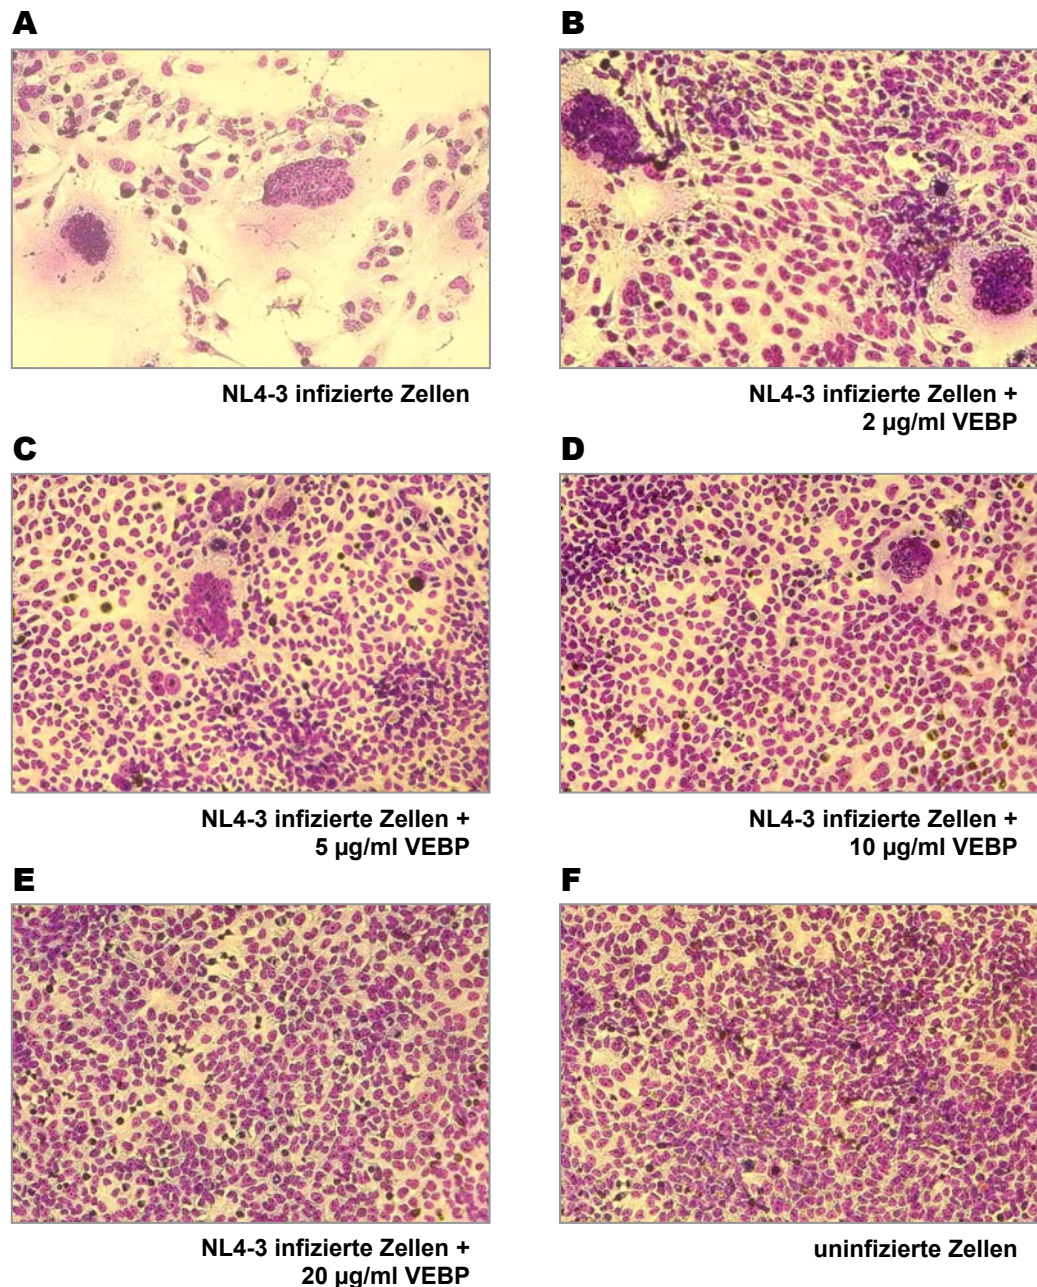 A
B
NL4-3 infizierte Zellen
NL4-3 infizierte Zellen +
2 µg/ml VEBP
C
D
NL4-3 infizierte Zellen +
5 µg/ml VEBP
NL4-3 infizierte Zellen +
10 µg/ml VEBP
E
F
NL4-3 infizierte Zellen +
20 µg/ml VEBP
uninfizierte Zellen